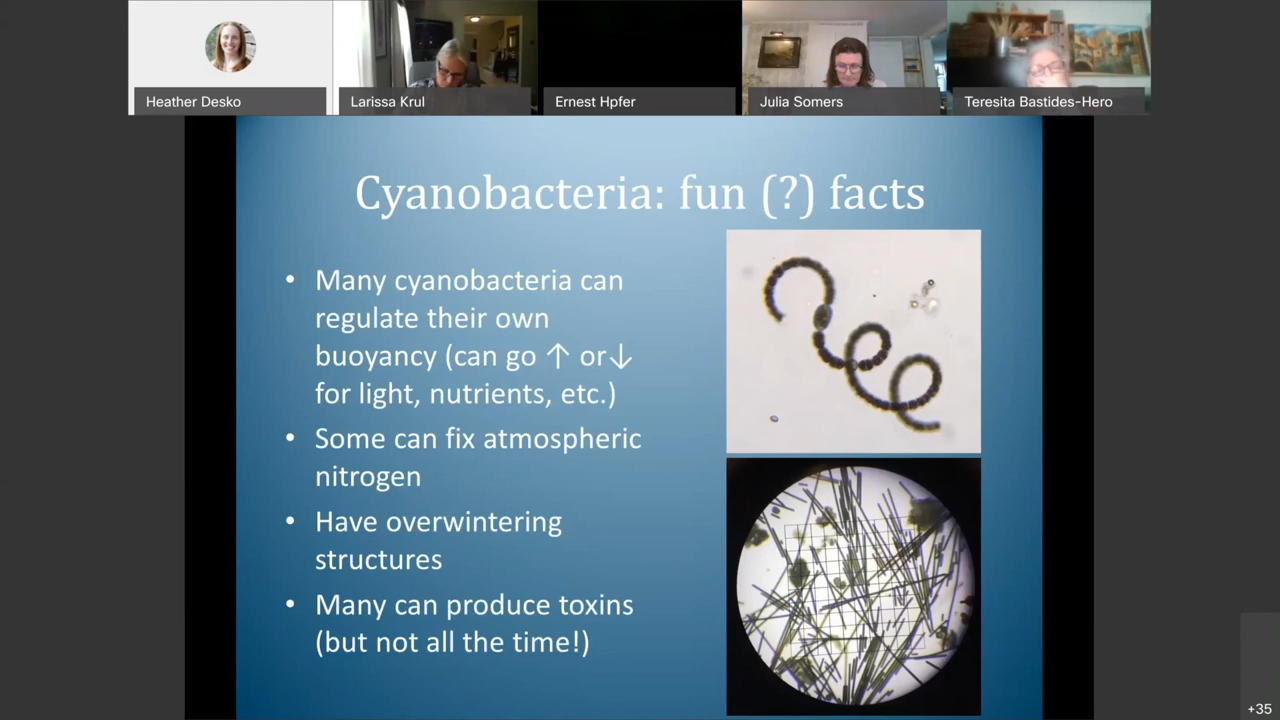 Heather Desko
Larissa Krul
Ernest Hpfer
Julia Somers
Teresita Bastides-Hero
Cyanobacteria: fun (?) facts
• Many cyanobacteria can
regulate their own
buoyancy (can go ↑ or↓
for light, nutrients, etc.)
• Some can fix atmospheric
nitrogen
• Have overwintering
structures
• Many can produce toxins
(but not all the time!)
+35